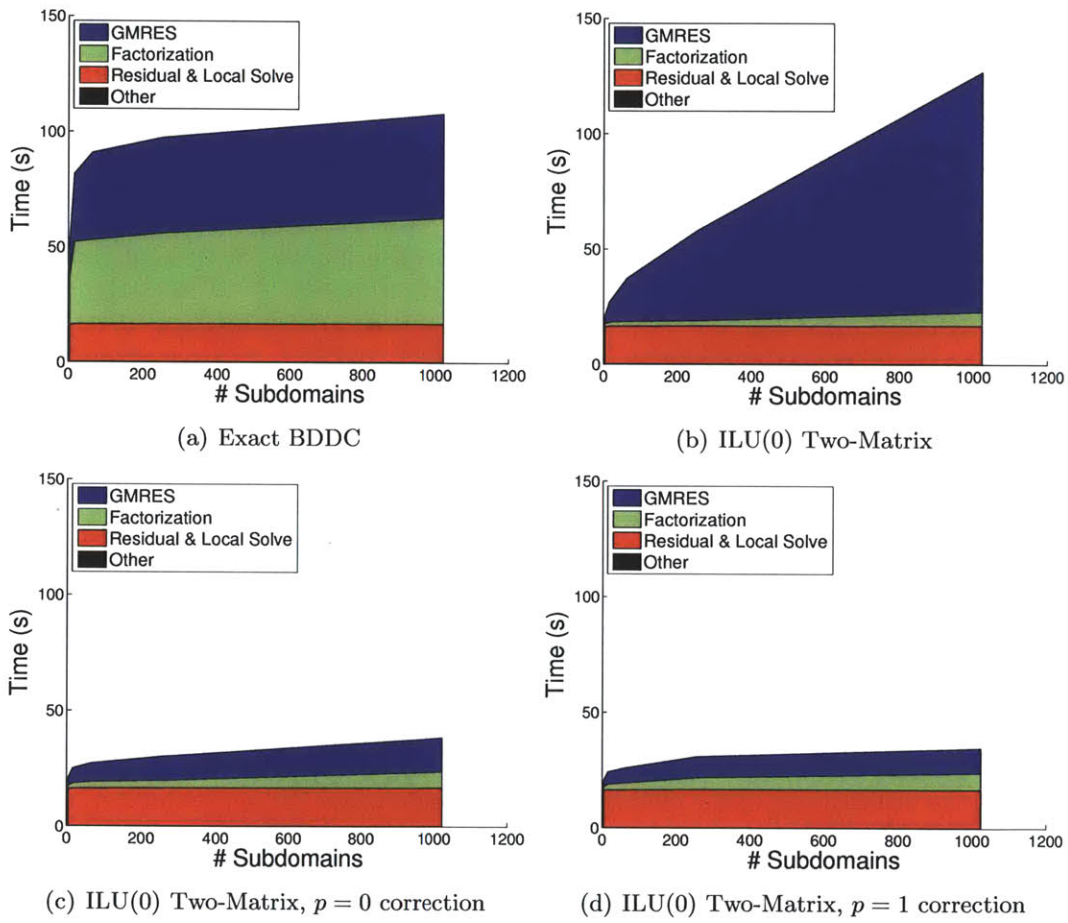 150
100
50
0
Time (s)
GMRES
Factorization
Residual & Local Solve
Other
0 200 400 600 800 1000 1200
# Subdomains
(a) Exact BDDC
150
100
50
0
Time (s)
GMRES
Factorization
Residual & Local Solve
Other
0 200 400 600 800 1000 1200
# Subdomains
(b) ILU(0) Two-Matrix
150
100
50
0
Time (s)
GMRES
Factorization
Residual & Local Solve
Other
0 200 400 600 800 1000 1200
# Subdomains
(c) ILU(0) Two-Matrix, p = 0 correction
150
100
50
0
Time (s)
GMRES
Factorization
Residual & Local Solve
Other
0 200 400 600 800 1000 1200
# Subdomains
(d) ILU(0) Two-Matrix, p = 1 correction